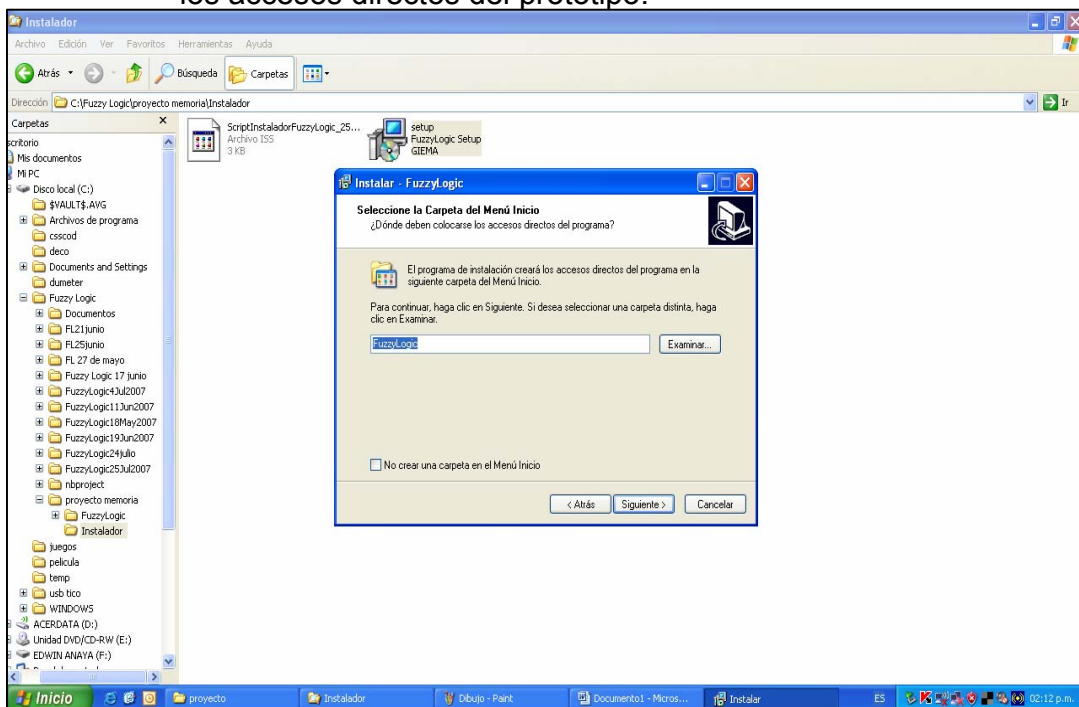 los accesos directos del prototipo.
Instalador
Archivo Edición Ver Favoritos Herramientas Ayuda
Atrás Búsqueda Carpetas
Dirección C:\Fuzzy Logic\proyecto memoria\Instalador Ir
Carpetas
scritorio
Mis documentos
Mi PC
Disco local (C:)
$VAULT$.AVG
Archivos de programa
csscod
deco
Documents and Settings
dumeter
Fuzzy Logic
Documentos
FL21junio
FL25junio
FL 27 de mayo
Fuzzy Logic 17 junio
FuzzyLogic4Jul2007
FuzzyLogic11Jun2007
FuzzyLogic18May2007
FuzzyLogic19Jun2007
FuzzyLogic24julio
FuzzyLogic25Jul2007
nbproject
proyecto memoria
FuzzyLogic
Instalador
juegos
pelicula
temp
usb tico
WINDOWS
ACERDATA (D:)
Unidad DVD/CD-RW (E:)
EDWIN ANAYA (F:)
ScriptInstaladorFuzzyLogic_25...
Archivo ISS
3 KB
setup
FuzzyLogic Setup
GIEMA
Instalar - FuzzyLogic
Seleccione la Carpeta del Menú Inicio
¿Dónde deben colocarse los accesos directos del programa?
El programa de instalación creará los accesos directos del programa en la
siguiente carpeta del Menú Inicio.
Para continuar, haga clic en Siguiente. Si desea seleccionar una carpeta distinta, haga
clic en Examinar.
FuzzyLogic Examinar...
No crear una carpeta en el Menú Inicio
< Atrás Siguiente > Cancelar
Inicio proyecto Instalador Dibujo - Paint Documento1 - Micros... Instalar ES 02:12 p.m.